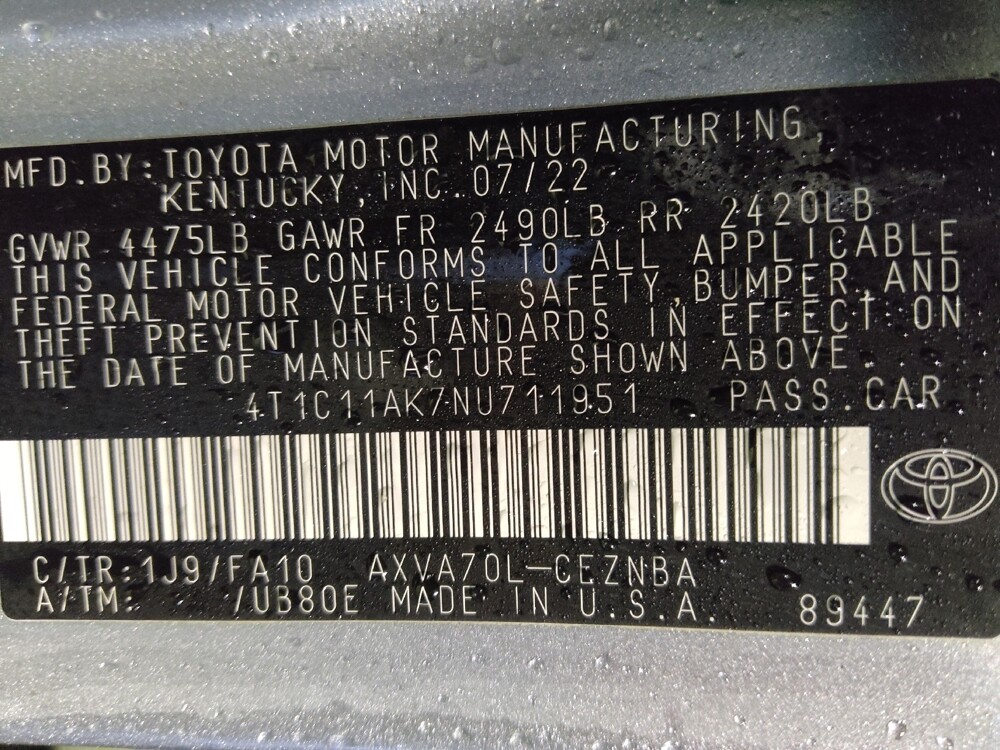 MFD.BY:TOYOTA MOTOR MANUFACTURING,
KENTUCKY,INC.07/22
GVWR 4475LB GAWR FR 2490LB RR 2420LB
THIS VEHICLE CONFORMS TO ALL APPLICABLE
FEDERAL MOTOR VEHICLE SAFETY,BUMPER,AND
THEFT PREVENTION STANDARDS IN EFFECT ON
THE DATE OF MANUFACTURE SHOWN ABOVE.
4T1C11AK7NU711951 PASS.CAR
C/TR:1J9/FA10 AXVA70L-CEZNBA
A/TM: /UB80E MADE IN U.S.A. 89447